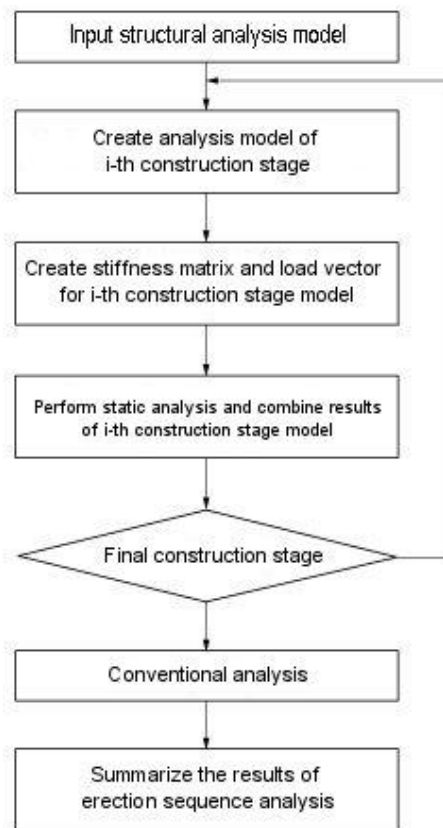 Input structural analysis model
Create analysis model of
i-th construction stage
Create stiffness matrix and load vector
for i-th construction stage model
Perform static analysis and combine results
of i-th construction stage model
Final construction stage
Conventional analysis
Summarize the results of
erection sequence analysis